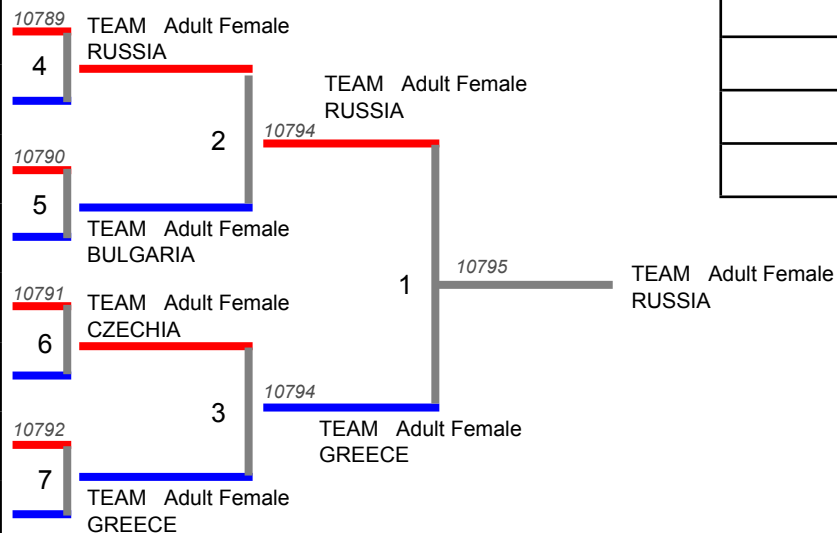 10789
TEAM Adult Female
RUSSIA
4
TEAM Adult Female
RUSSIA
2
10794
10790
5
TEAM Adult Female
BULGARIA
1
10795
TEAM Adult Female
RUSSIA
10791
TEAM Adult Female
CZECHIA
6
10794
3
TEAM Adult Female
GREECE
10792
7
TEAM Adult Female
GREECE